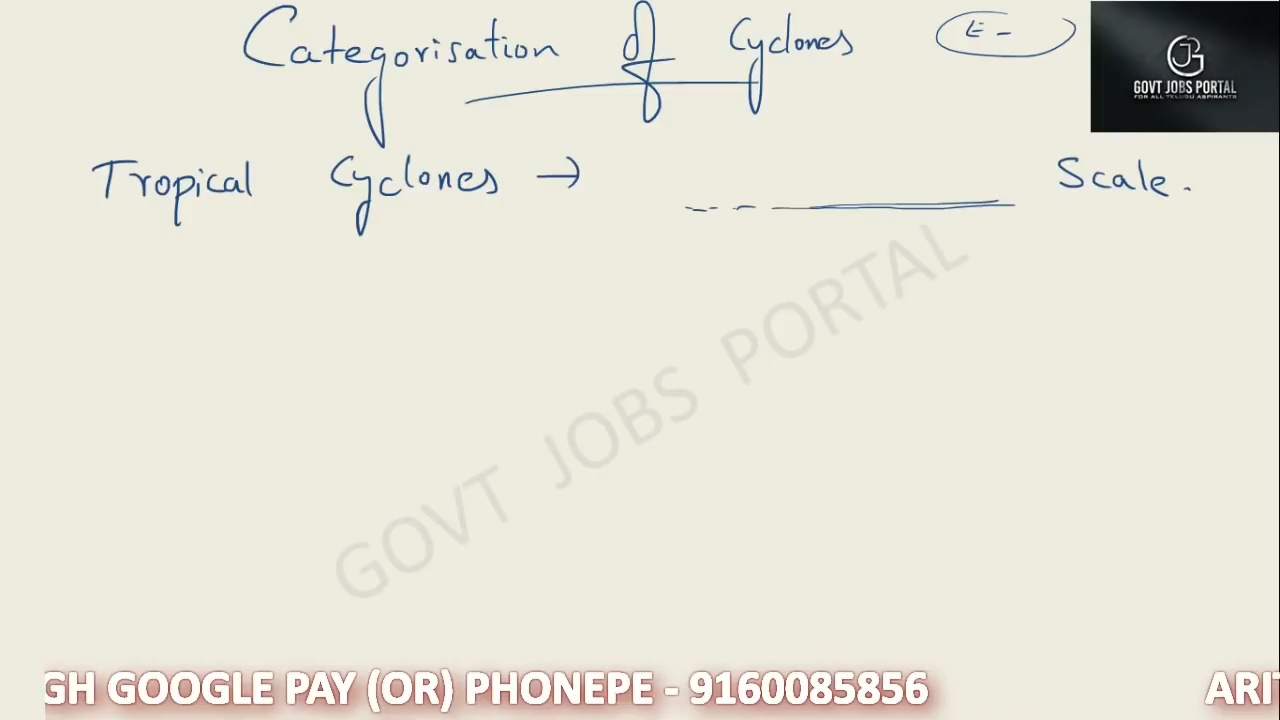 Categorisation of Cyclones E-
GOVT JOBS PORTAL
FOR ALL TELUGU ASPIRANTS
Tropical Cyclones → Scale.
GOVT JOBS PORTAL
GH GOOGLE PAY (OR) PHONEPE - 9160085856 ARIT